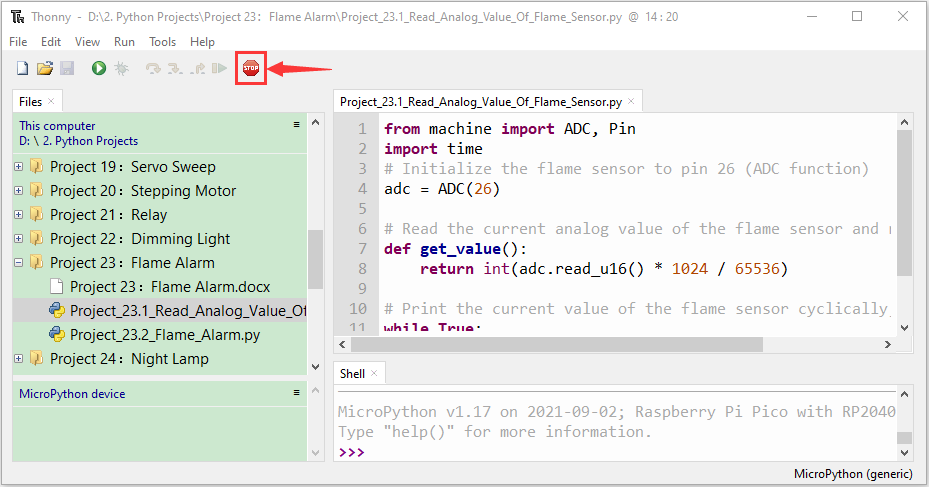 Thonny - D:\2. Python Projects\Project 23：Flame Alarm\Project_23.1_Read_Analog_Value_Of_Flame_Sensor.py @ 14 : 20
File Edit View Run Tools Help
STOP
Files
This computer
D: \ 2. Python Projects
Project 19：Servo Sweep
Project 20：Stepping Motor
Project 21：Relay
Project 22：Dimming Light
Project 23：Flame Alarm
Project 23：Flame Alarm.docx
Project_23.1_Read_Analog_Value_Of
Project_23.2_Flame_Alarm.py
Project 24：Night Lamp
MicroPython device
Project_23.1_Read_Analog_Value_Of_Flame_Sensor.py
1 from machine import ADC, Pin
2 import time
3 # Initialize the flame sensor to pin 26 (ADC function)
4 adc = ADC(26)
5
6 # Read the current analog value of the flame sensor and
7 def get_value():
8 return int(adc.read_u16() * 1024 / 65536)
9
10 # Print the current value of the flame sensor cyclically,
11 while True:
Shell
MicroPython v1.17 on 2021-09-02; Raspberry Pi Pico with RP2040
Type "help()" for more information.
>>>
MicroPython (generic)